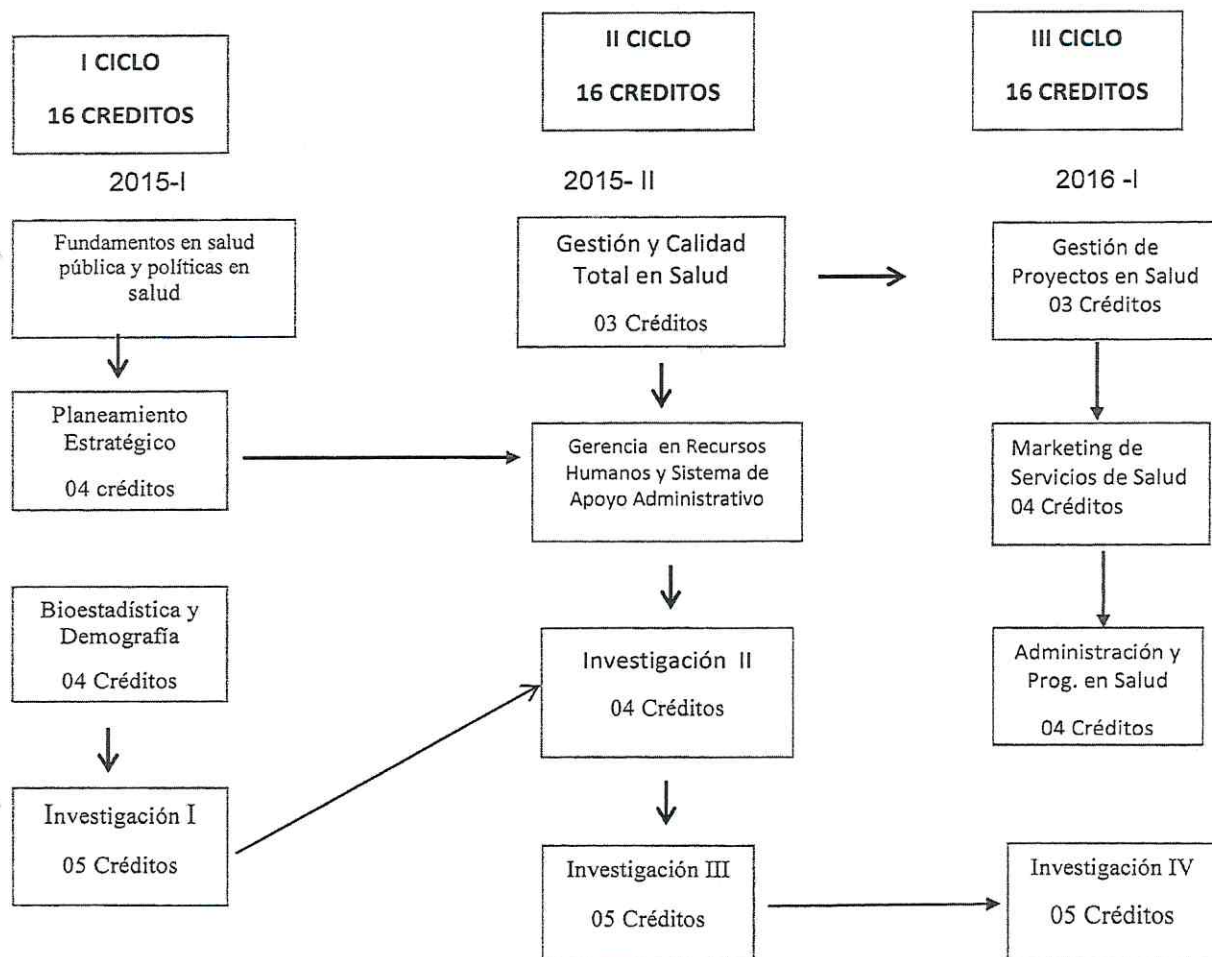 I CICLO
16 CREDITOS
2015-I
Fundamentos en salud
pública y políticas en
salud
Planeamiento
Estratégico
04 créditos
Bioestadística y
Demografía
04 Créditos
Investigación I
05 Créditos
II CICLO
16 CREDITOS
2015- II
Gestión y Calidad
Total en Salud
03 Créditos
Gerencia en Recursos
Humanos y Sistema de
Apoyo Administrativo
Investigación II
04 Créditos
Investigación III
05 Créditos
III CICLO
16 CREDITOS
2016 -I
Gestión de
Proyectos en Salud
03 Créditos
Marketing de
Servicios de Salud
04 Créditos
Administración y
Prog. en Salud
04 Créditos
Investigación IV
05 Créditos